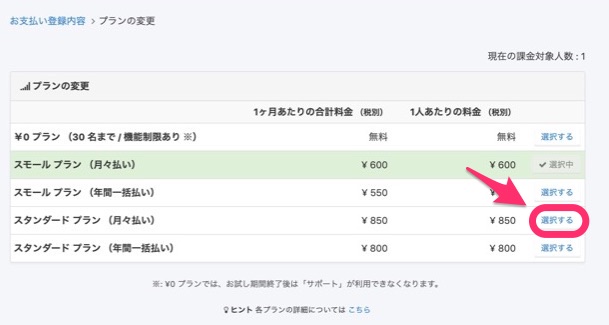 お支払い登録内容 > プランの変更
現在の課金対象人数 : 1
プランの変更
1ヶ月あたりの合計料金 (税別) 1人あたりの料金 (税別)
¥0 プラン （30 名まで / 機能制限あり ※） 無料 無料 選択する
スモール プラン （月々払い） ¥ 600 ¥ 600 ✓ 選択中
スモール プラン （年間一括払い） ¥ 550 ¥ 選択する
スタンダード プラン （月々払い） ¥ 850 ¥ 850 選択する
スタンダード プラン （年間一括払い） ¥ 800 ¥ 800 選択する
※: ¥0 プランでは、お試し期間終了後は「サポート」が利用できなくなります。
ヒント 各プランの詳細については こちら